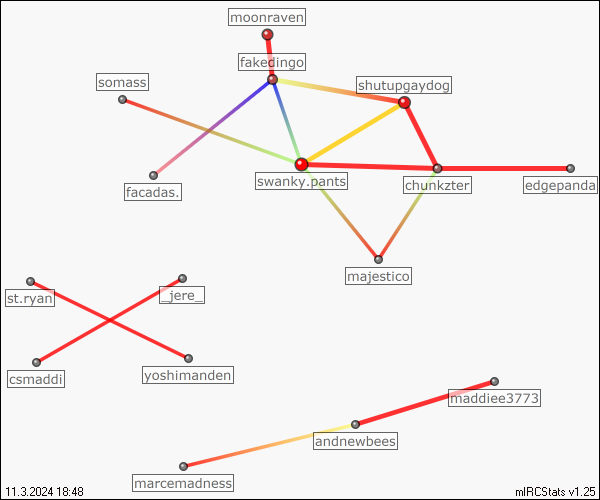 moonraven
fakedingo
somass
shutupgaydog
facadas.
swanky.pants
chunkzter
edgepanda
majestico
st.ryan
_jere_
csmaddi
yoshimanden
maddiee3773
andnewbees
marcemadness
11.3.2024 18:48
mIRCStats v1.25